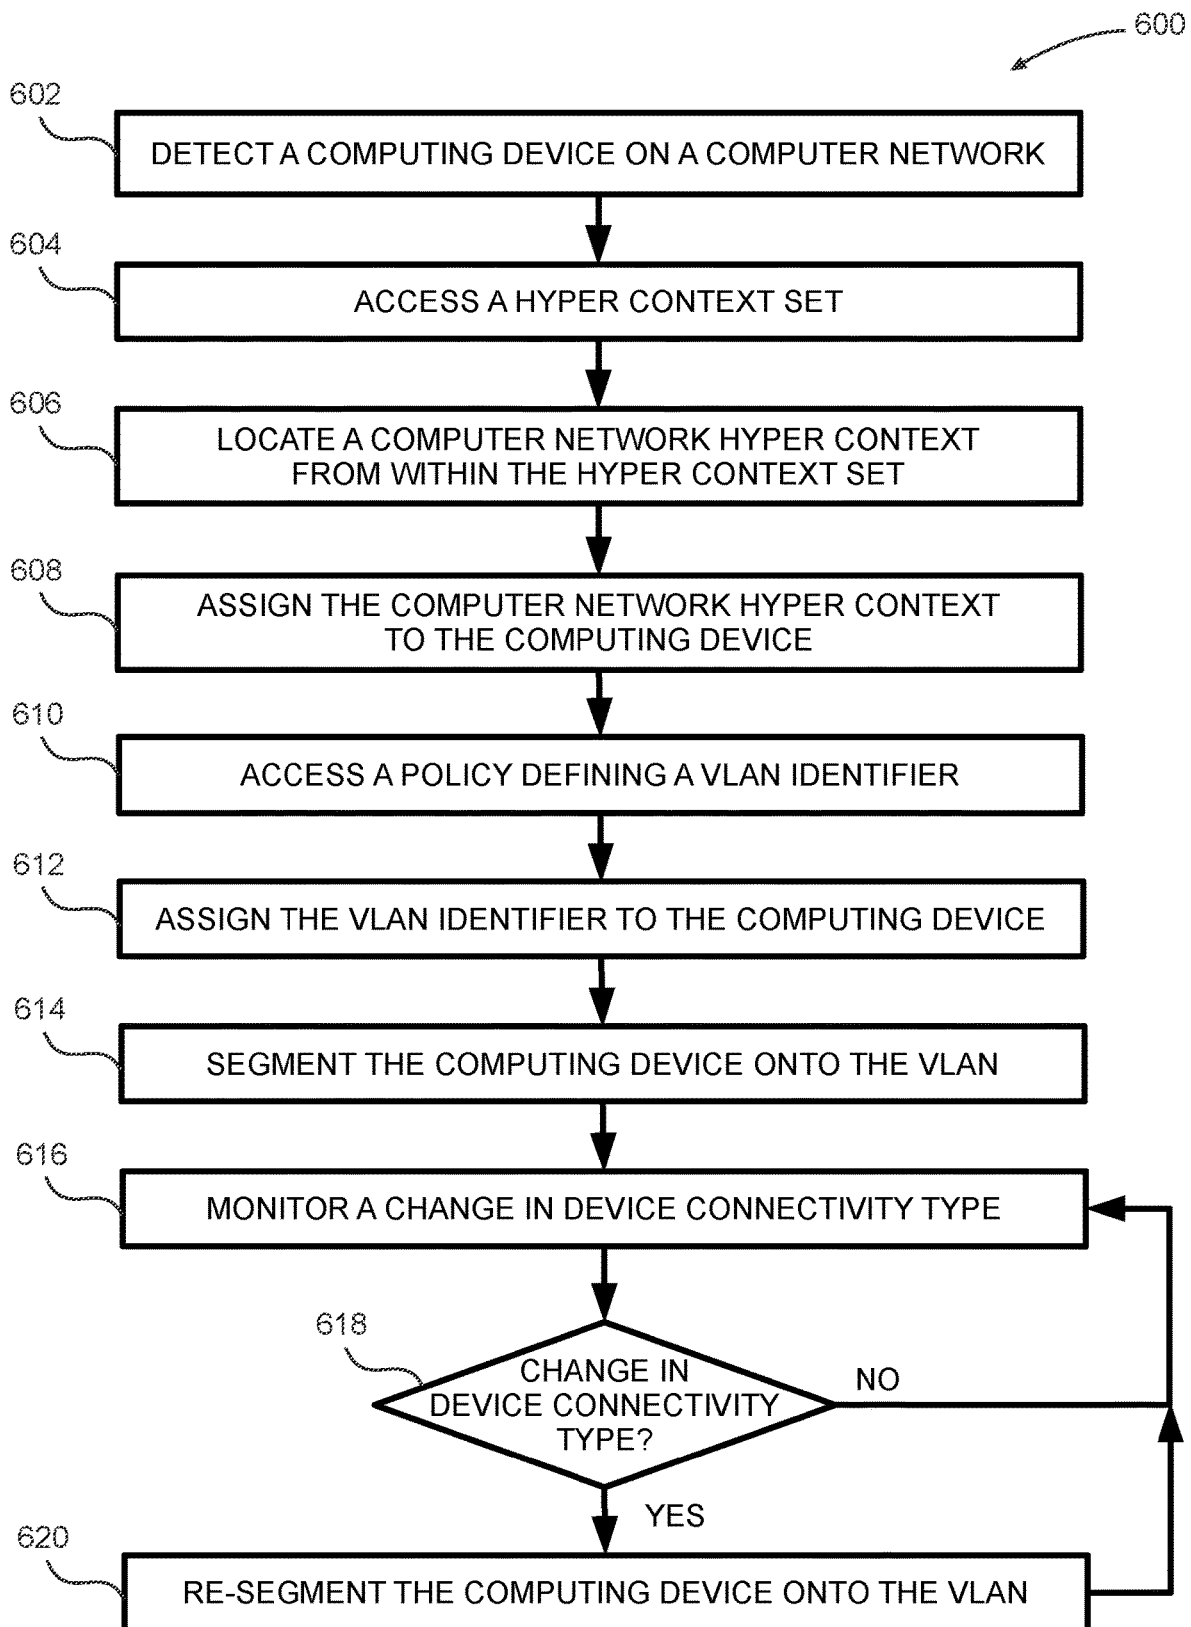 600
602
DETECT A COMPUTING DEVICE ON A COMPUTER NETWORK
604
ACCESS A HYPER CONTEXT SET
606
LOCATE A COMPUTER NETWORK HYPER CONTEXT
FROM WITHIN THE HYPER CONTEXT SET
608
ASSIGN THE COMPUTER NETWORK HYPER CONTEXT
TO THE COMPUTING DEVICE
610
ACCESS A POLICY DEFINING A VLAN IDENTIFIER
612
ASSIGN THE VLAN IDENTIFIER TO THE COMPUTING DEVICE
614
SEGMENT THE COMPUTING DEVICE ONTO THE VLAN
616
MONITOR A CHANGE IN DEVICE CONNECTIVITY TYPE
618
CHANGE IN
DEVICE CONNECTIVITY
TYPE?
NO
YES
620
RE-SEGMENT THE COMPUTING DEVICE ONTO THE VLAN